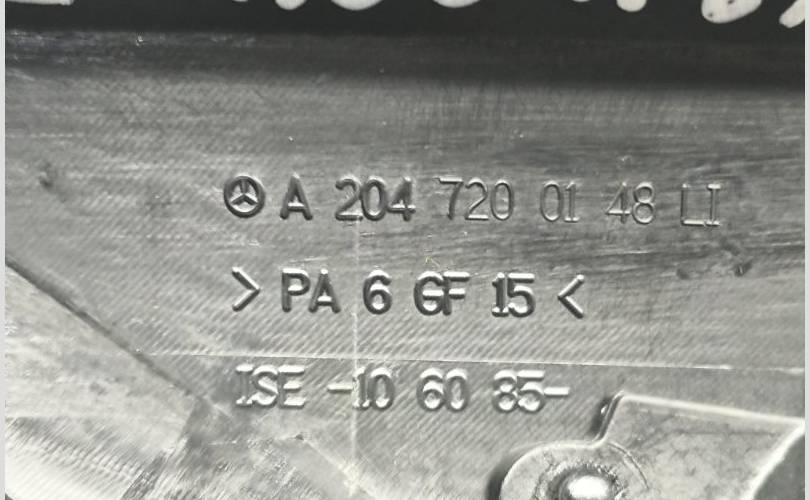 A 204 720 01 48 LI
>PA 6 GF 15<
ISE -10 60 85-